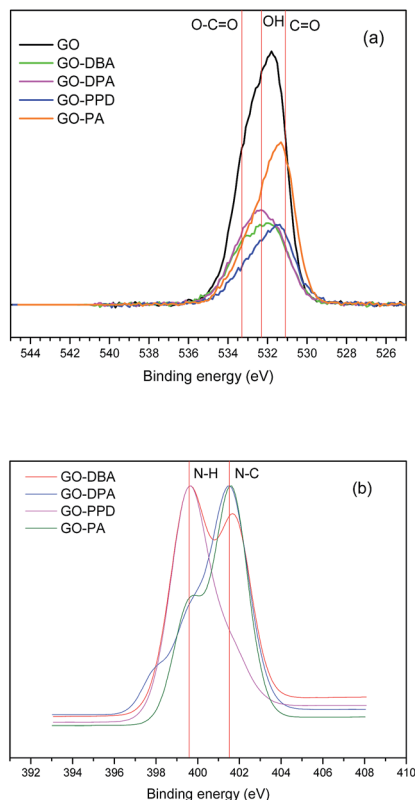 O-C=O OH C=O
(a)
GO
GO-DBA
GO-DPA
GO-PPD
GO-PA
544 542 540 538 536 534 532 530 528 526
Binding energy (eV)
N-H N-C
(b)
GO-DBA
GO-DPA
GO-PPD
GO-PA
392 394 396 398 400 402 404 406 408 410
Binding energy (eV)